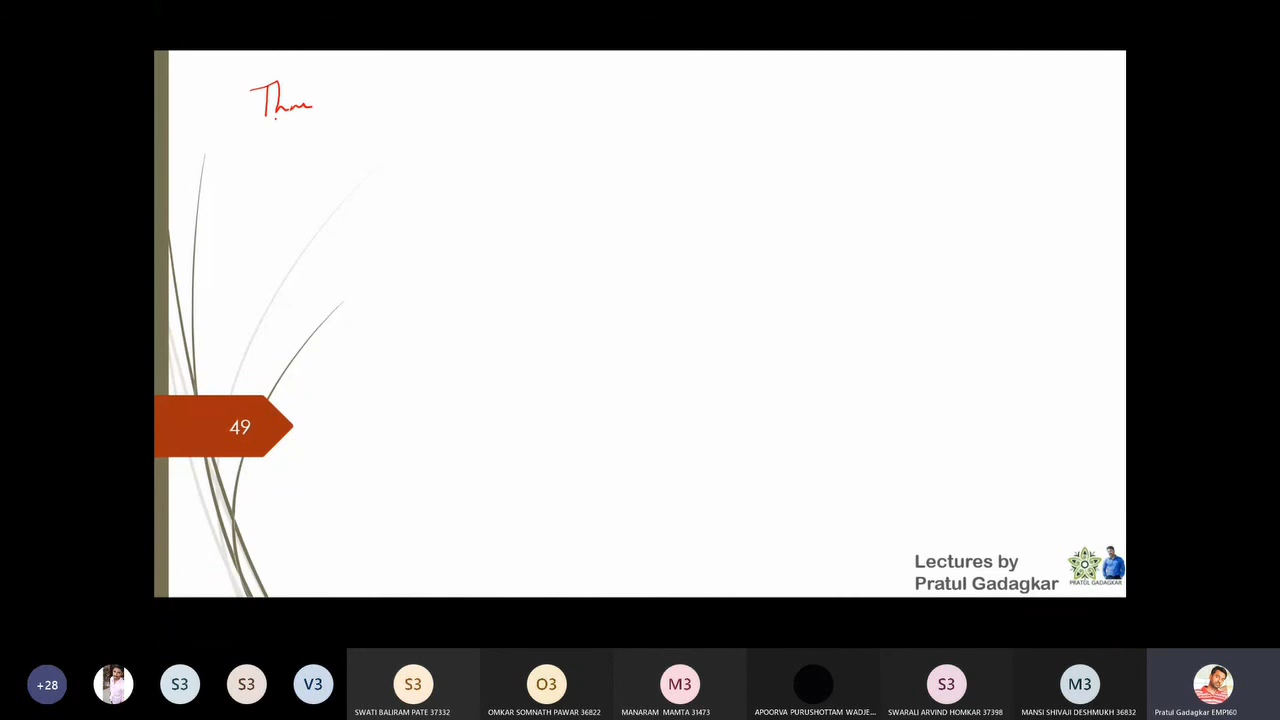 Thr
49
Lectures by
Pratul Gadagkar
PRATUL GADAGKAR
+28
S3
S3
V3
S3
O3
M3
S3
M3
SWATI BALIRAM PATE 37332
OMKAR SOMNATH PAWAR 36822
MANARAM MAMTA 31473
APOORVA PURUSHOTTAM WADJE...
SWARALI ARVIND HOMKAR 37398
MANSI SHIVAJI DESHMUKH 36832
Pratul Gadagkar EMP160